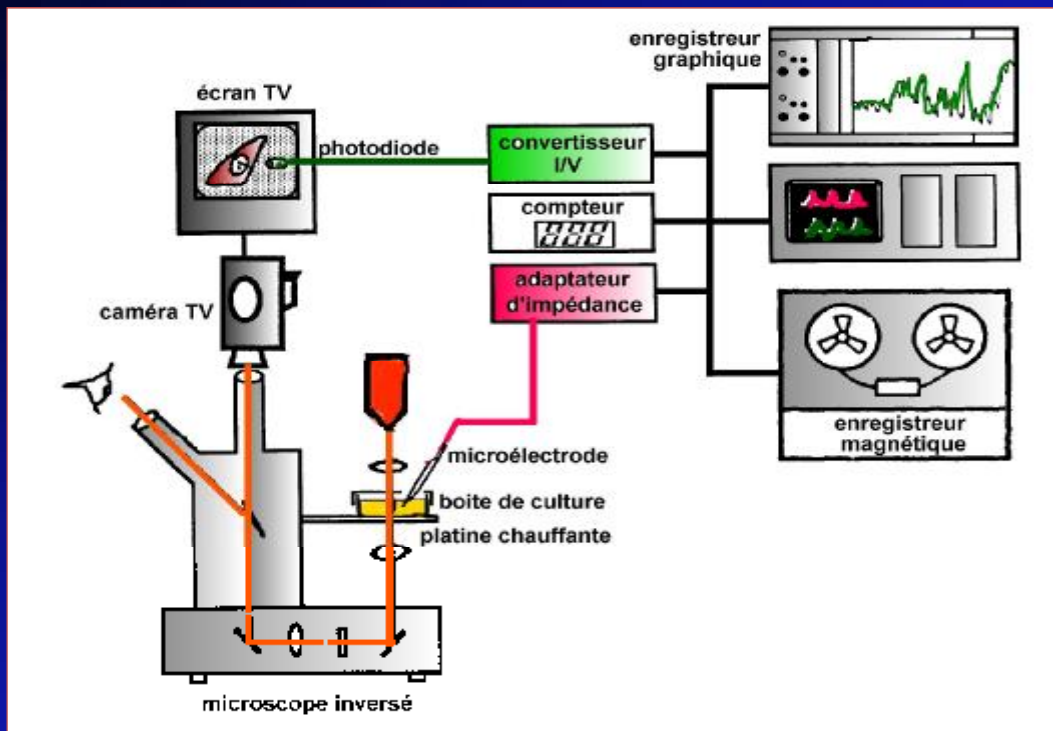 enregistreur
graphique
écran TV
photodiode
convertisseur
I/V
compteur
888
adaptateur
d'impédance
caméra TV
microélectrode
enregistreur
magnétique
boite de culture
platine chauffante
microscope inversé